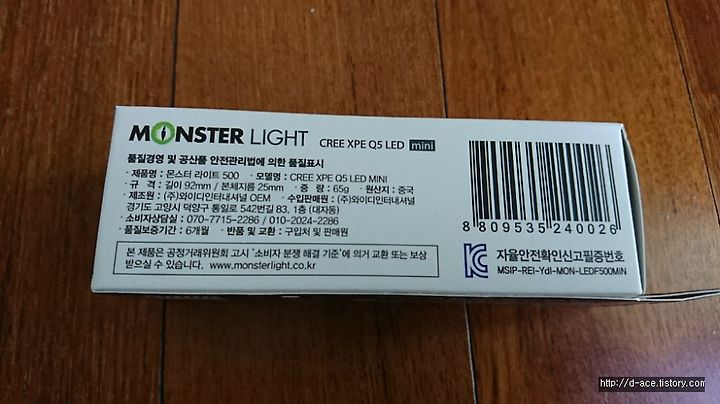 MONSTER LIGHT CREE XPE Q5 LED mini
품질경영 및 공산품 안전관리법에 의한 품질표시
· 제품명 : 몬스터 라이트 500 · 모델명 : CREE XPE Q5 LED MINI
· 규 격 : 길이 92mm / 본체지름 25mm · 중 량 : 65g · 원산지 : 중국
· 제조원 : (주)와이디인터내셔널 OEM · 수입판매원 : (주)와이디인터내셔널
경기도 고양시 덕양구 통일로 542번길 83, 1층 (대자동)
· 소비자상담실 : 070-7715-2286 / 010-2024-2286
· 품질보증기간 : 6개월 · 반품 및 교환 : 구입처 및 판매원
본 제품은 공정거래위원회 고시 '소비자 분쟁 해결 기준'에 의거 교환 또는 보상
받으실 수 있습니다. www.monsterlight.co.kr
8 809535 240026
자율안전확인신고필증번호
MSIP-REI-Ydl-MON-LEDF500MIN
http://d-ace.tistory.com